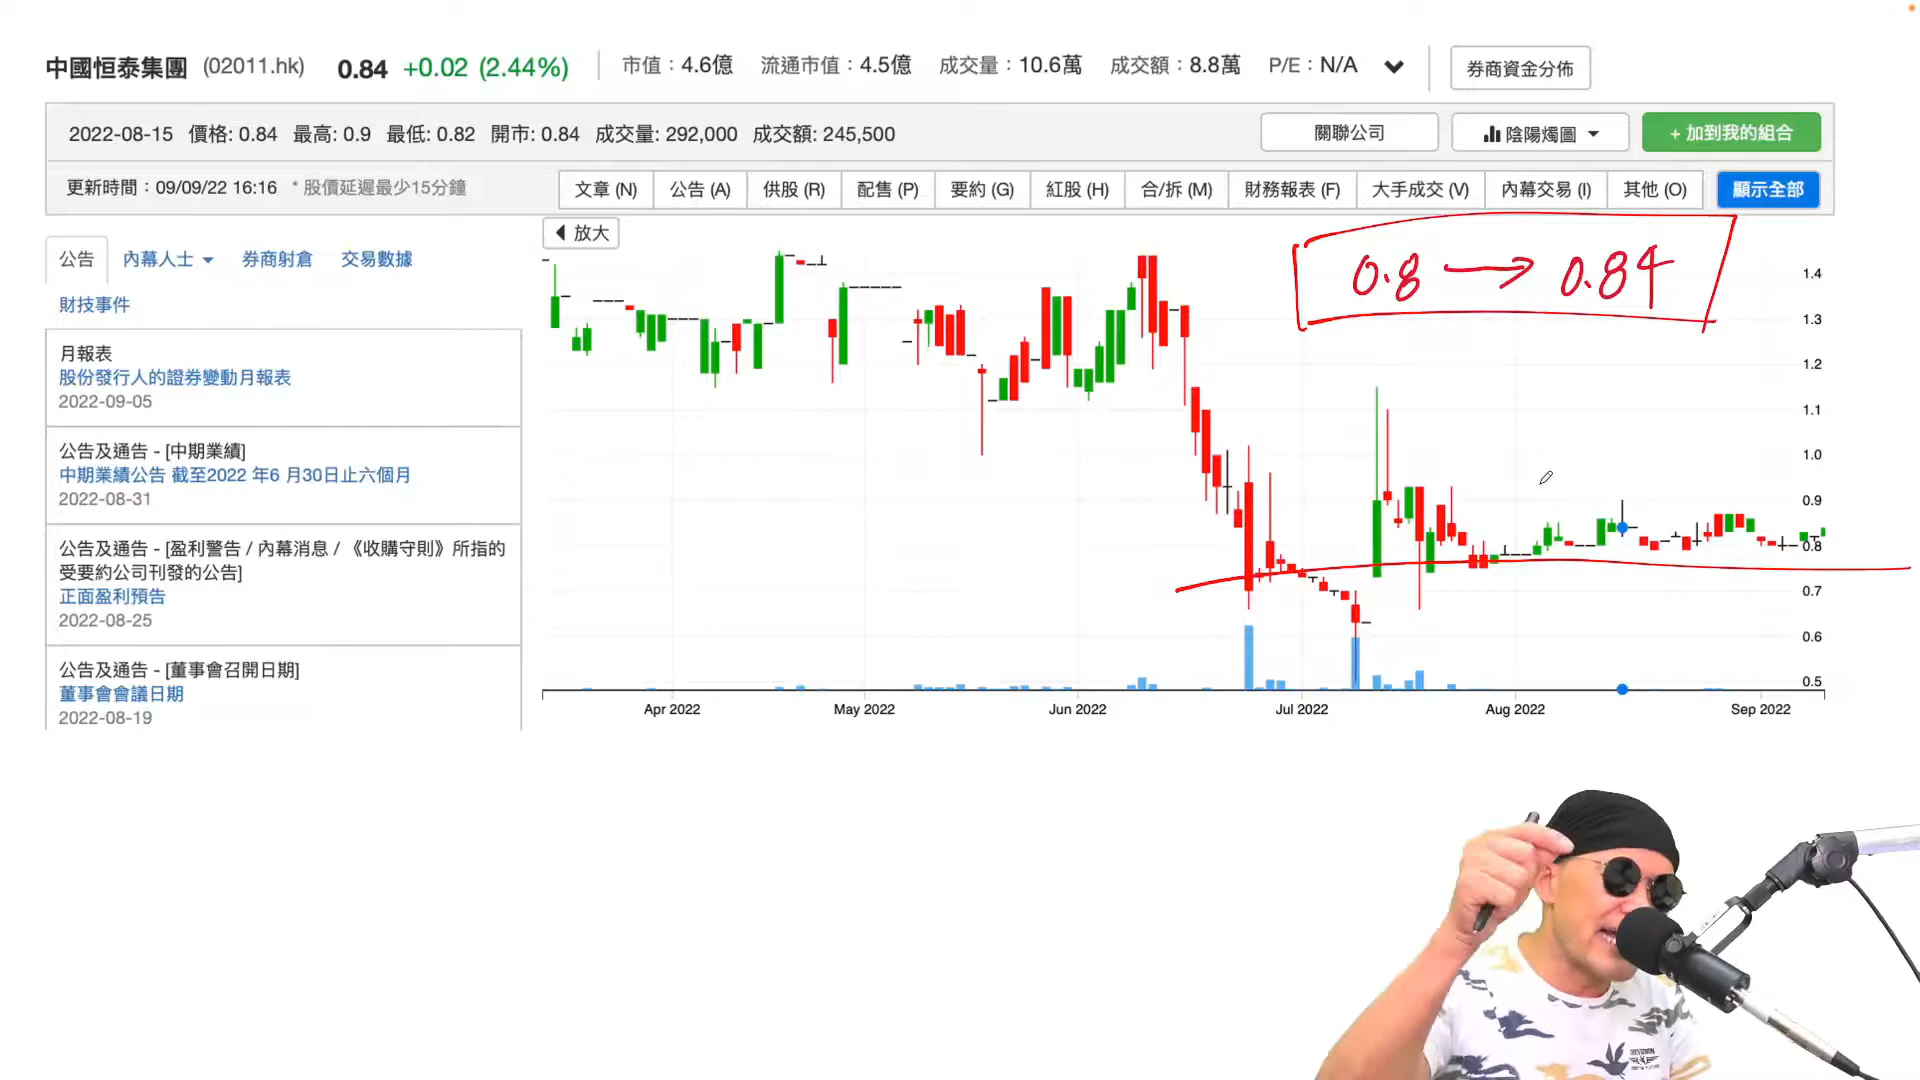 中國恒泰集團 (02011.hk) 0.84 +0.02 (2.44%) 市值：4.6億 流通市值：4.5億 成交量：10.6萬 成交額：8.8萬 P/E：N/A 券商資金分佈
2022-08-15 價格: 0.84 最高: 0.9 最低: 0.82 開市: 0.84 成交量: 292,000 成交額: 245,500 關聯公司 陰陽燭圖 + 加到我的組合
更新時間：09/09/22 16:16 * 股價延遲最少15分鐘 文章 (N) 公告 (A) 供股 (R) 配售 (P) 要約 (G) 紅股 (H) 合/拆 (M) 財務報表 (F) 大手成交 (V) 內幕交易 (I) 其他 (O) 顯示全部
放大
0.8 → 0.84
公告 內幕人士 券商射倉 交易數據
財技事件
月報表
股份發行人的證券變動月報表
2022-09-05
公告及通告 - [中期業績]
中期業績公告 截至2022 年6 月30日止六個月
2022-08-31
公告及通告 - [盈利警告 / 內幕消息 / 《收購守則》所指的
受要約公司刊發的公告]
正面盈利預告
2022-08-25
公告及通告 - [董事會召開日期]
董事會會議日期
2022-08-19
1.4
1.3
1.2
1.1
1.0
0.9
0.8
0.7
0.6
0.5
Apr 2022 May 2022 Jun 2022 Jul 2022 Aug 2022 Sep 2022